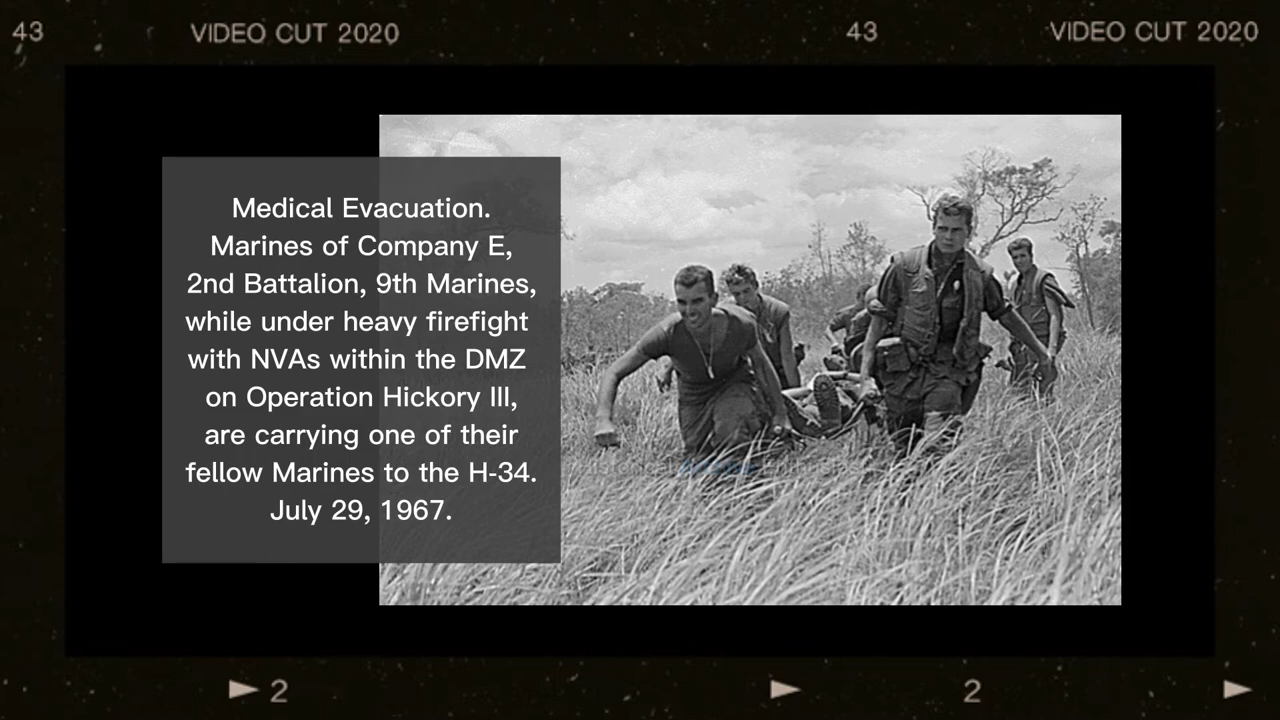 43 VIDEO CUT 2020 43 VIDEO CUT 2020
Medical Evacuation.
Marines of Company E,
2nd Battalion, 9th Marines,
while under heavy firefight
with NVAs within the DMZ
on Operation Hickory III,
are carrying one of their
fellow Marines to the H-34.
July 29, 1967.
2 2